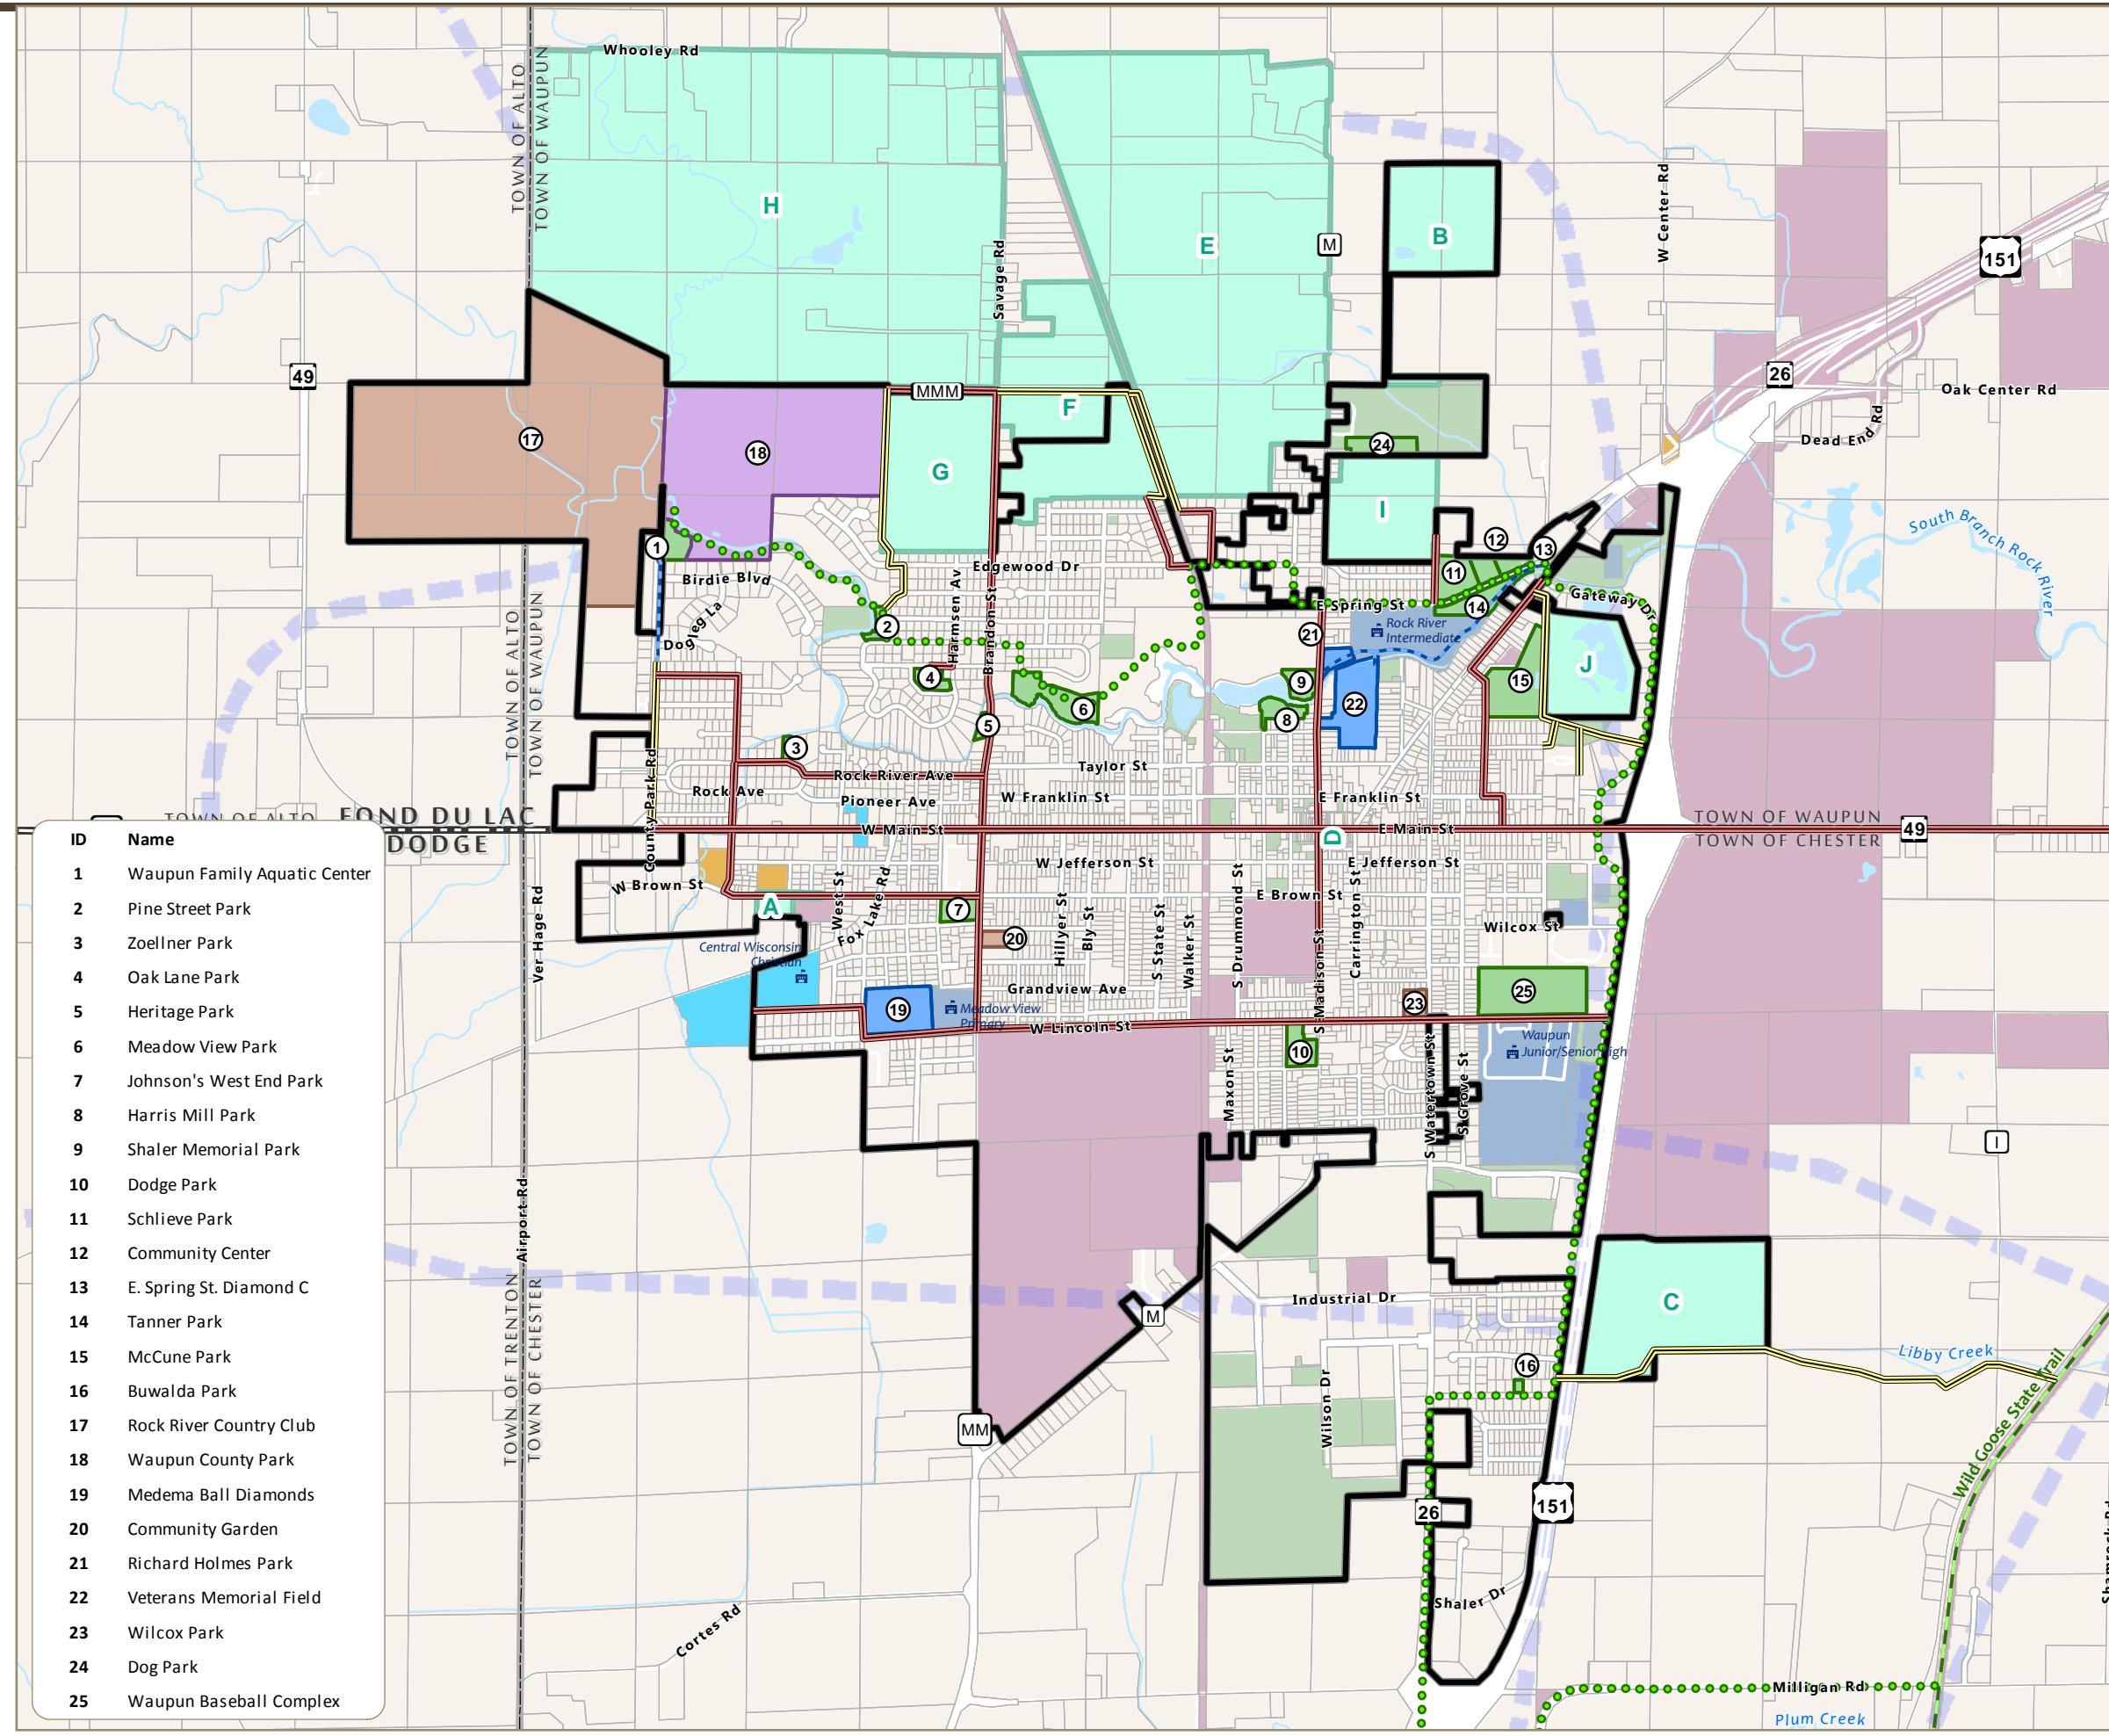 Whooley Rd
TOWN OF ALTO
TOWN OF WAUPUN
H
E
B
M
Savage Rd
W Center Rd
151
26
49
Oak Center Rd
Dead End Rd
MMM
F
17
18
G
24
I
South Branch Rock River
1
12
13
11
14
Edgewood Dr
Birdie Blvd
Dogleg La
Harmsen Av
Brandon St
E Spring St
Gateway Dr
TOWN OF ALTO
TOWN OF WAUPUN
2
21
Rock River
Intermediate
J
4
9
15
6
8
22
5
3
Taylor St
Rock River Ave
Rock Ave
Pioneer Ave
W Franklin St
E Franklin St
County Park Rd
TOWN OF ALTO
FOND DU LAC
DODGE
W Main St
E Main St
D
TOWN OF WAUPUN
TOWN OF CHESTER
49
W Jefferson St
E Jefferson St
W Brown St
E Brown St
A
West St
Fox Lake Rd
7
Ver Hage Rd
Hillyer St
Bly St
S State St
Walker St
S Drummond St
S Madison St
Carrington St
Wilcox St
20
Central Wisconsin
Christian
Grandview Ave
19
Meadow View
Primary
W Lincoln St
23
25
Waupun
Junior/Senior High
10
Maxon St
S Watertown St
S Grove St
I
Airport Rd
TOWN OF TRENTON
TOWN OF CHESTER
Industrial Dr
C
M
16
Libby Creek
Wilson Dr
MM
Wild Goose State Trail
26
151
Shaler Dr
Cortes Rd
Milligan Rd
Plum Creek
Shamrock Rd
ID Name
1 Waupun Family Aquatic Center
2 Pine Street Park
3 Zoellner Park
4 Oak Lane Park
5 Heritage Park
6 Meadow View Park
7 Johnson's West End Park
8 Harris Mill Park
9 Shaler Memorial Park
10 Dodge Park
11 Schlieve Park
12 Community Center
13 E. Spring St. Diamond C
14 Tanner Park
15 McCune Park
16 Buwalda Park
17 Rock River Country Club
18 Waupun County Park
19 Medema Ball Diamonds
20 Community Garden
21 Richard Holmes Park
22 Veterans Memorial Field
23 Wilcox Park
24 Dog Park
25 Waupun Baseball Complex